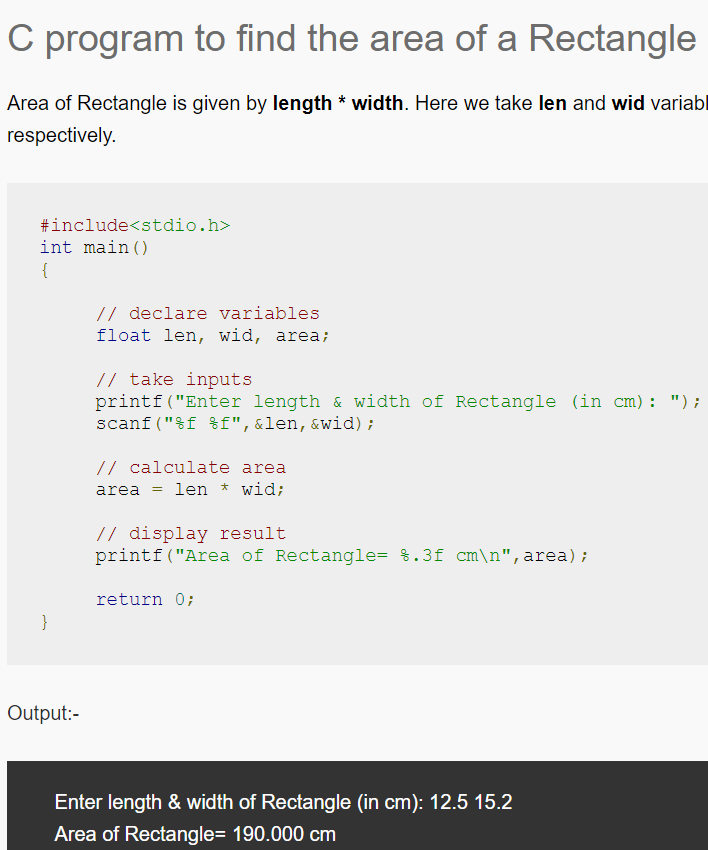 C program to find the area of a Rectangle
Area of Rectangle is given by length * width. Here we take len and wid variabl
respectively.
#include<stdio.h>
int main()
{
// declare variables
float len, wid, area;
// take inputs
printf("Enter length & width of Rectangle (in cm): ");
scanf("%f %f",&len,&wid);
// calculate area
area = len * wid;
// display result
printf("Area of Rectangle= %.3f cm\n",area);
return 0;
}
Output:-
Enter length & width of Rectangle (in cm): 12.5 15.2
Area of Rectangle= 190.000 cm